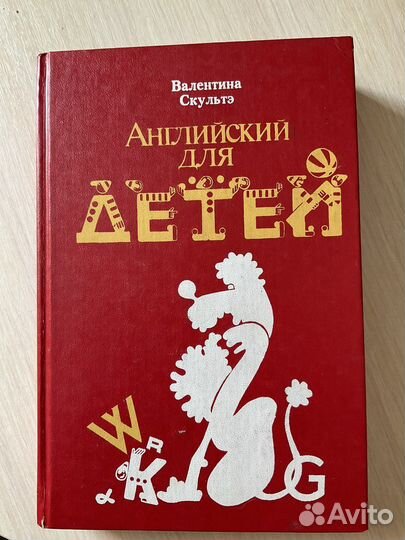 Валентина
Скультэ
Английский
для
детей
W
R
α
K
G
Avito